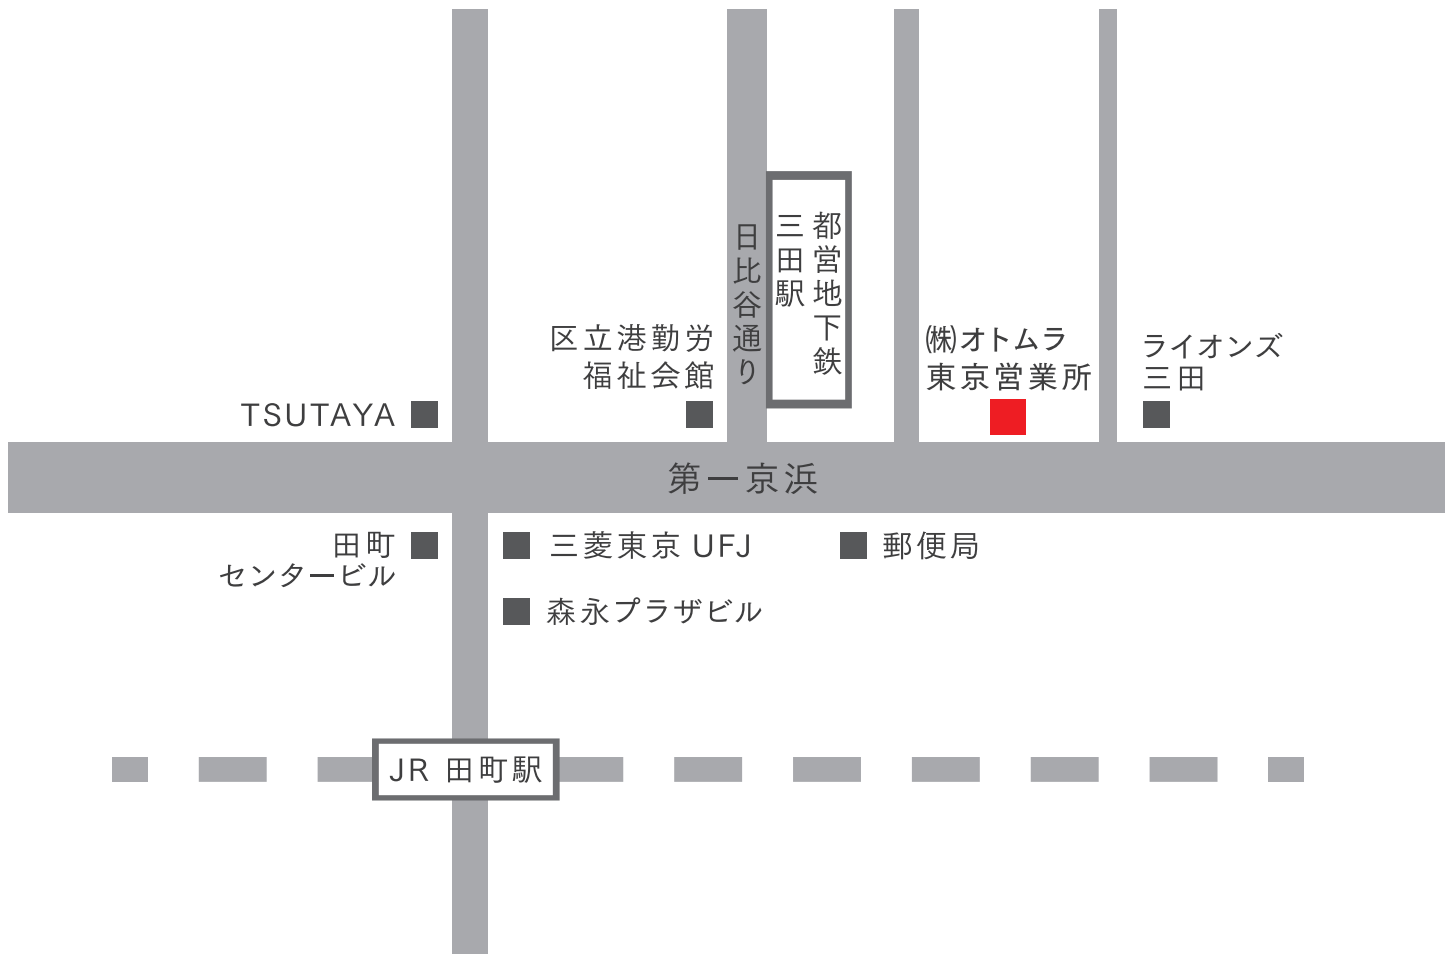 日比谷通り
都営地下鉄
三田駅
区立港勤労
福祉会館
㈱オトムラ
東京営業所
ライオンズ
三田
TSUTAYA
第一京浜
田町
センタービル
三菱東京 UFJ
郵便局
森永プラザビル
JR 田町駅